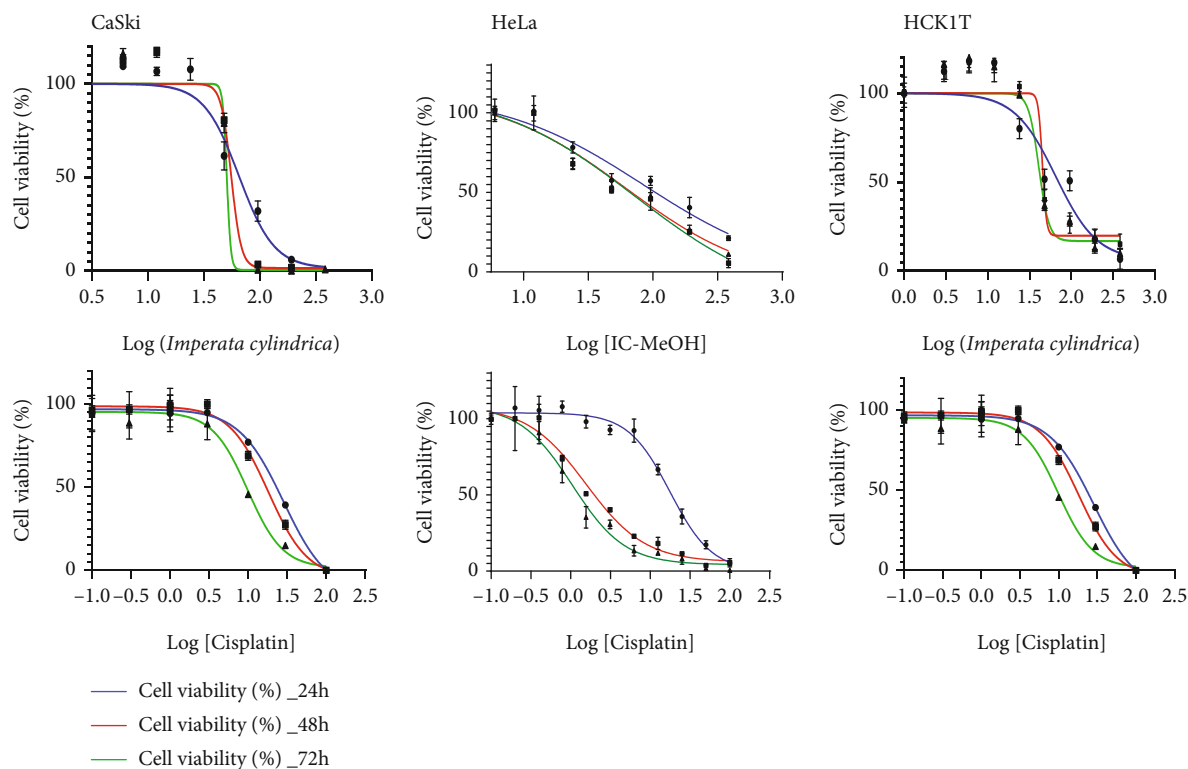 CaSki
HeLa
HCK1T
Cell viability (%)
100
50
0
0.5 1.0 1.5 2.0 2.5 3.0
Log (Imperata cylindrica)
Cell viability (%)
100
50
0
1.0 1.5 2.0 2.5 3.0
Log [IC-MeOH]
Cell viability (%)
100
50
0
0.0 0.5 1.0 1.5 2.0 2.5 3.0
Log (Imperata cylindrica)
Cell viability (%)
100
50
0
−1.0 −0.5 0.0 0.5 1.0 1.5 2.0 2.5
Log [Cisplatin]
Cell viability (%)
100
50
0
−1.0 −0.5 0.0 0.5 1.0 1.5 2.0 2.5
Log [Cisplatin]
Cell viability (%)
100
50
0
−1.0 −0.5 0.0 0.5 1.0 1.5 2.0 2.5
Log [Cisplatin]
Cell viability (%) _24h
Cell viability (%) _48h
Cell viability (%) _72h